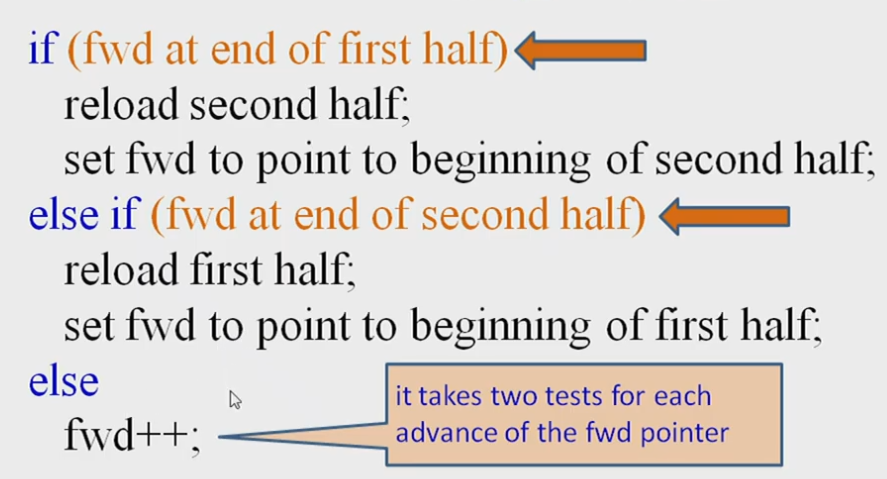 if (fwd at end of first half)
reload second half;
set fwd to point to beginning of second half;
else if (fwd at end of second half)
reload first half;
set fwd to point to beginning of first half;
else
fwd++;
it takes two tests for each
advance of the fwd pointer